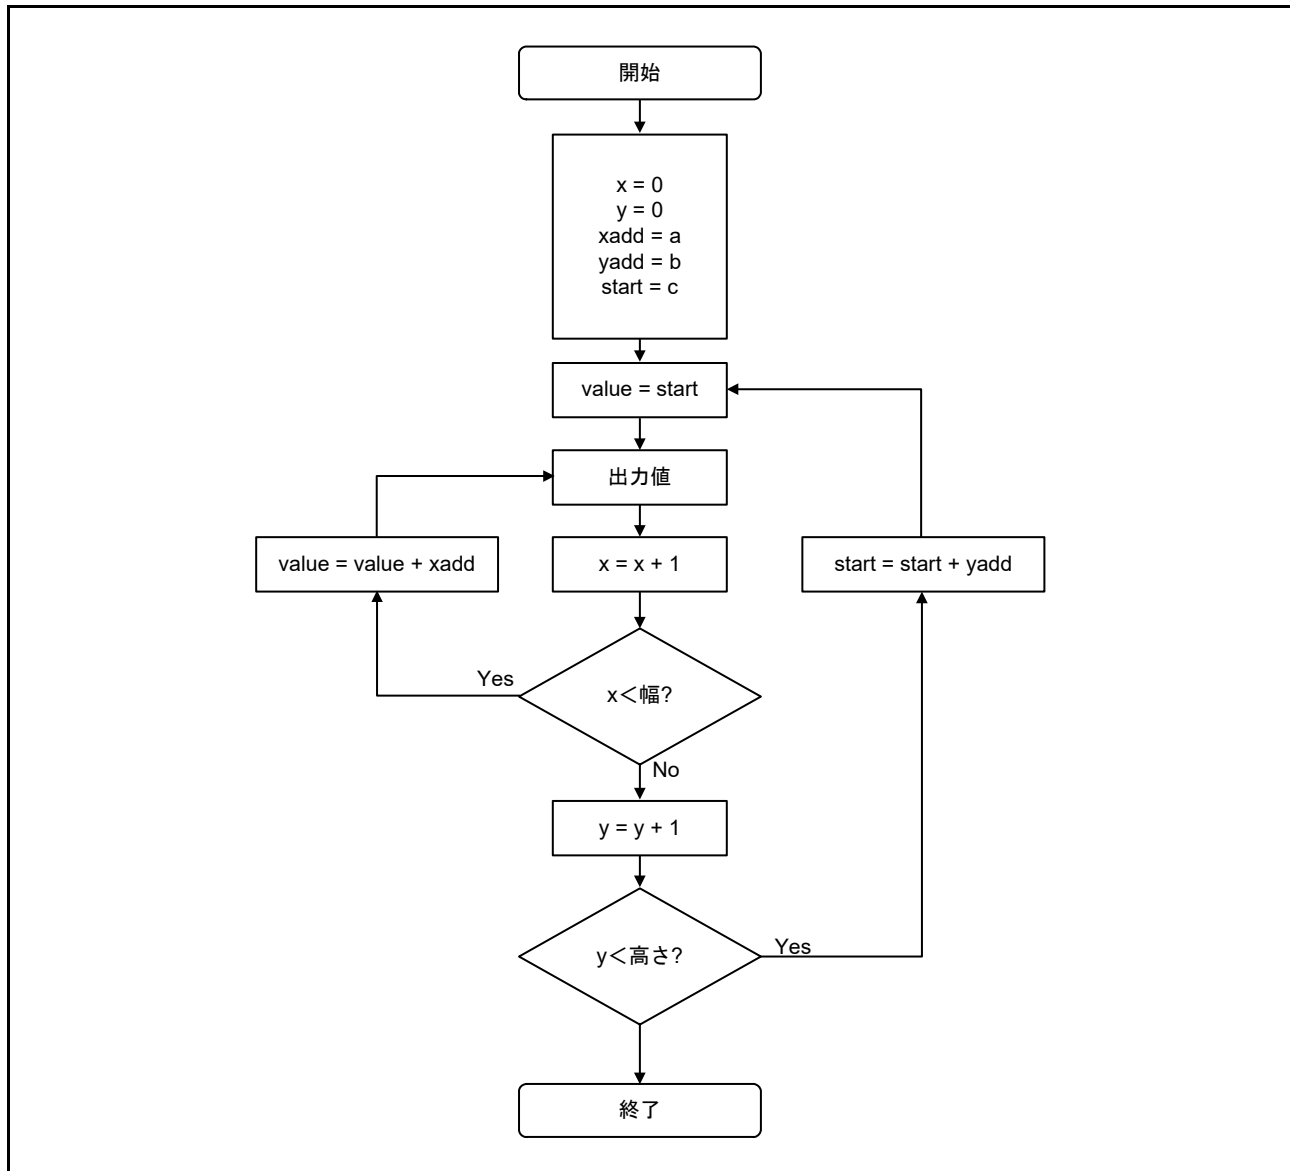 開始
x = 0
y = 0
xadd = a
yadd = b
start = c
value = start
出力値
value = value + xadd
x = x + 1
start = start + yadd
Yes
x＜幅?
No
y = y + 1
y＜高さ?
Yes
終了